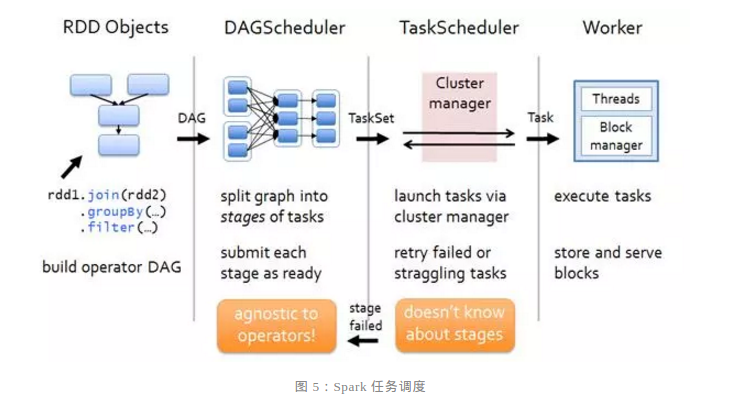 RDD Objects
DAGScheduler
TaskScheduler
Worker
DAG
TaskSet
Cluster
manager
Task
Threads
Block
manager
rdd1.join(rdd2)
.groupBy(…)
.filter(…)
build operator DAG
split graph into
stages of tasks
submit each
stage as ready
launch tasks via
cluster manager
retry failed or
straggling tasks
execute tasks
store and serve
blocks
agnostic to
operators!
stage
failed
doesn't know
about stages
图 5：Spark 任务调度